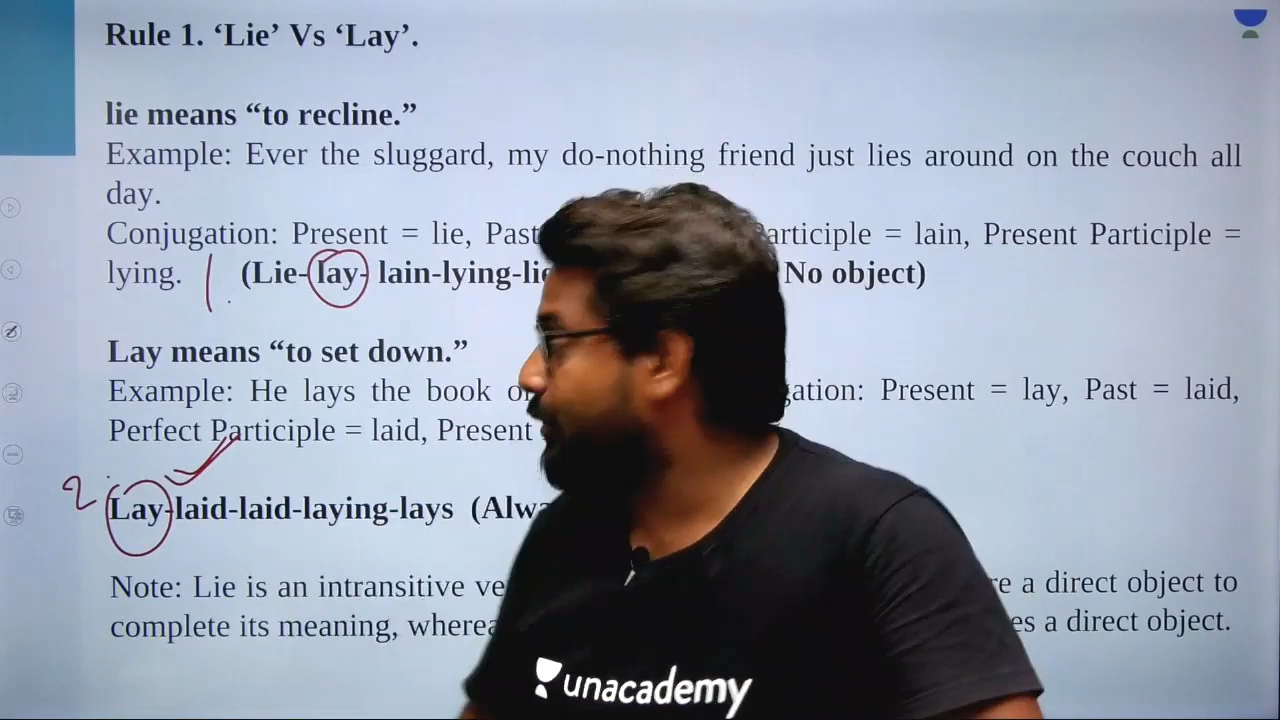 Rule 1. ‘Lie’ Vs ‘Lay’.
lie means “to recline.”
Example: Ever the sluggard, my do-nothing friend just lies around on the couch all
day.
Conjugation: Present = lie, Past articiple = lain, Present Participle =
lying. 1 (Lie- lay- lain-lying-lie No object)
Lay means “to set down.”
Example: He lays the book gation: Present = lay, Past = laid,
Perfect Participle = laid, Present
2 Lay-laid-laid-laying-lays (Alwa
Note: Lie is an intransitive ve re a direct object to
complete its meaning, wherea es a direct object.
unacademy